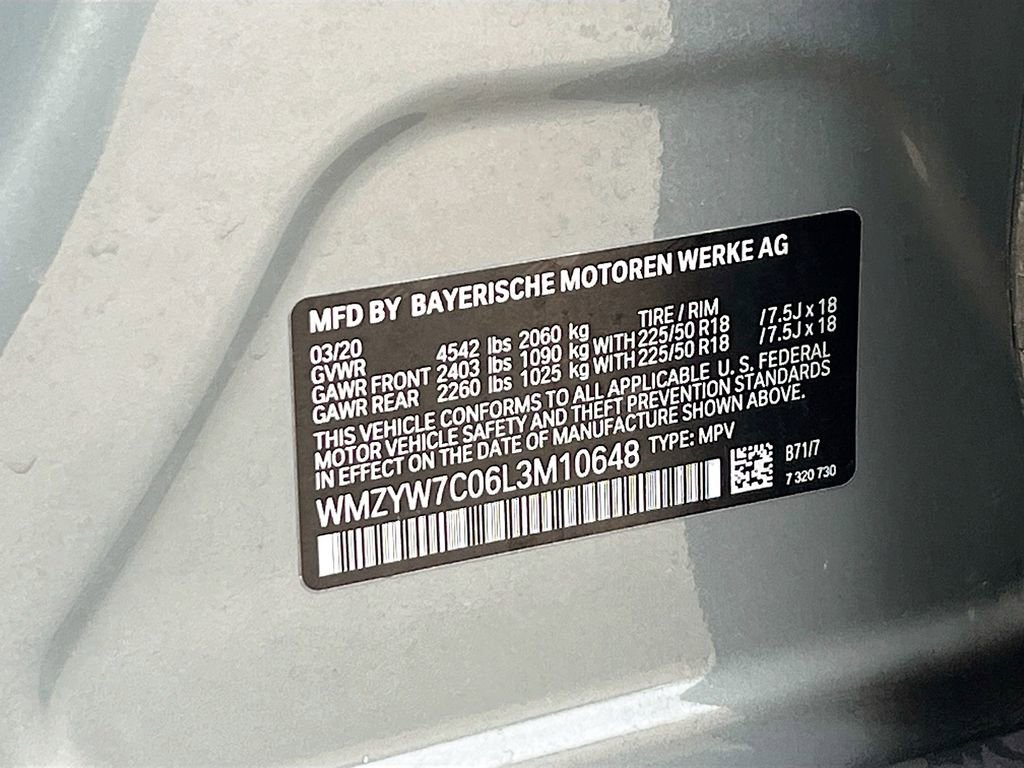 MFD BY BAYERISCHE MOTOREN WERKE AG
03/20 TIRE / RIM
GVWR 4542 lbs 2060 kg
GAWR FRONT 2403 lbs 1090 kg WITH 225/50 R18 /7.5J x 18
GAWR REAR 2260 lbs 1025 kg WITH 225/50 R18 /7.5J x 18
THIS VEHICLE CONFORMS TO ALL APPLICABLE U. S. FEDERAL
MOTOR VEHICLE SAFETY AND THEFT PREVENTION STANDARDS
IN EFFECT ON THE DATE OF MANUFACTURE SHOWN ABOVE.
WMZYW7C06L3M10648 TYPE: MPV
B71/7
7 320 730